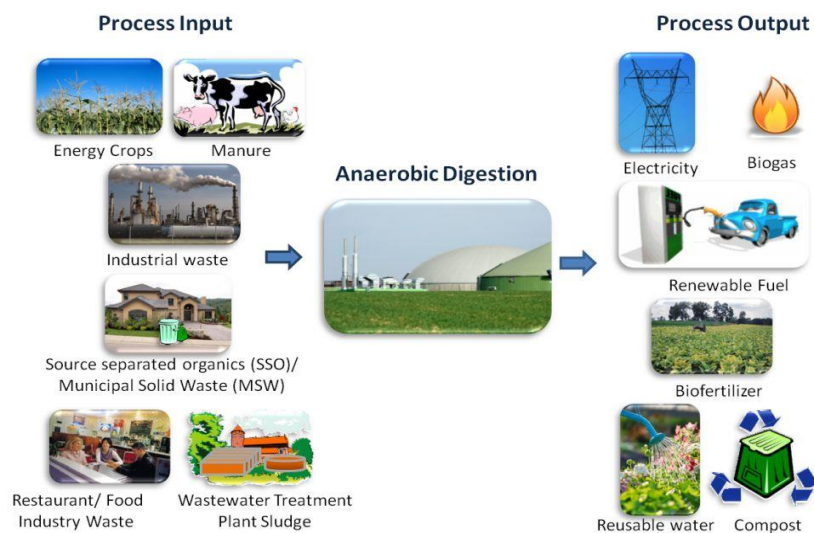 Process Input
Energy Crops
Manure
Industrial waste
Source separated organics (SSO)/
Municipal Solid Waste (MSW)
Restaurant/ Food
Industry Waste
Wastewater Treatment
Plant Sludge
Anaerobic Digestion
Process Output
Electricity
Biogas
Renewable Fuel
Biofertilizer
Reusable water
Compost